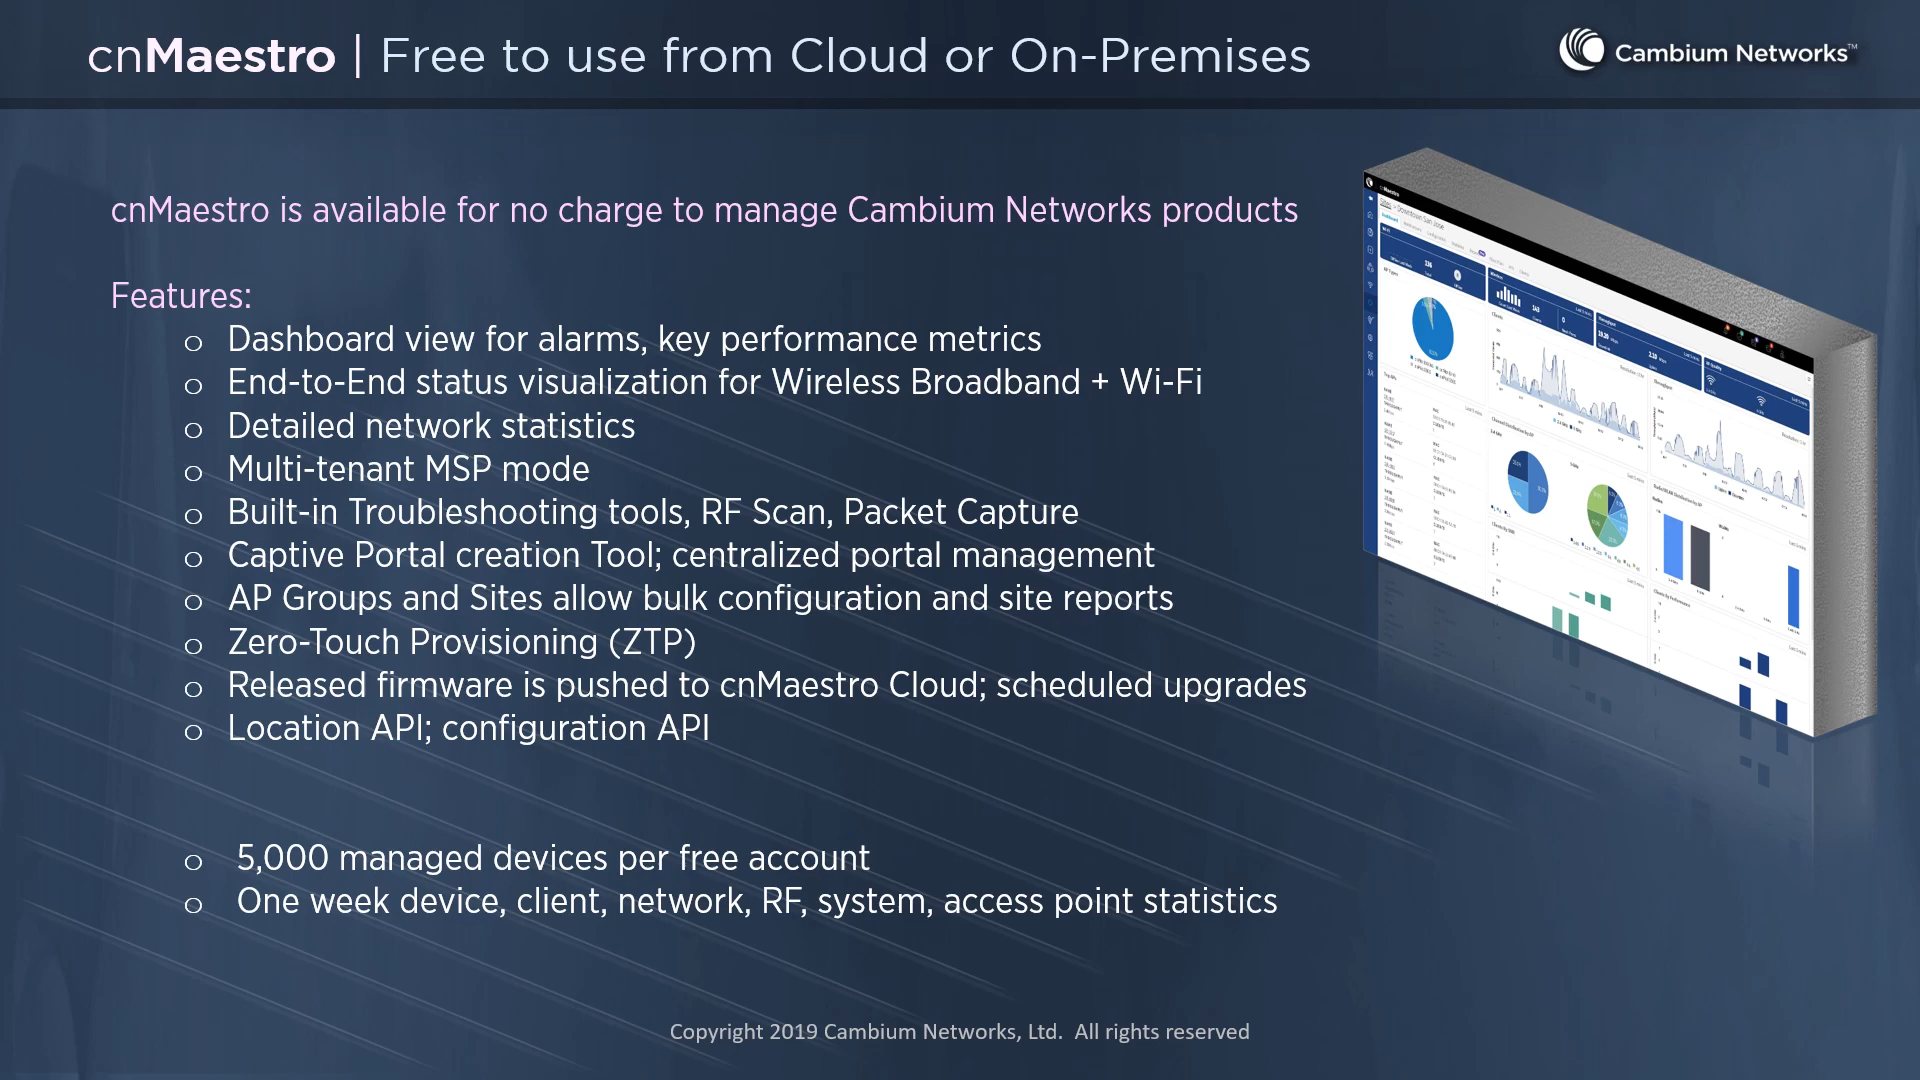 cnMaestro | Free to use from Cloud or On-Premises
Cambium Networks™
cnMaestro is available for no charge to manage Cambium Networks products
Features:
o Dashboard view for alarms, key performance metrics
o End-to-End status visualization for Wireless Broadband + Wi-Fi
o Detailed network statistics
o Multi-tenant MSP mode
o Built-in Troubleshooting tools, RF Scan, Packet Capture
o Captive Portal creation Tool; centralized portal management
o AP Groups and Sites allow bulk configuration and site reports
o Zero-Touch Provisioning (ZTP)
o Released firmware is pushed to cnMaestro Cloud; scheduled upgrades
o Location API; configuration API
o 5,000 managed devices per free account
o One week device, client, network, RF, system, access point statistics
cnMaestro
Sites > Downtown San Jose
Dashboard
Copyright 2019 Cambium Networks, Ltd. All rights reserved